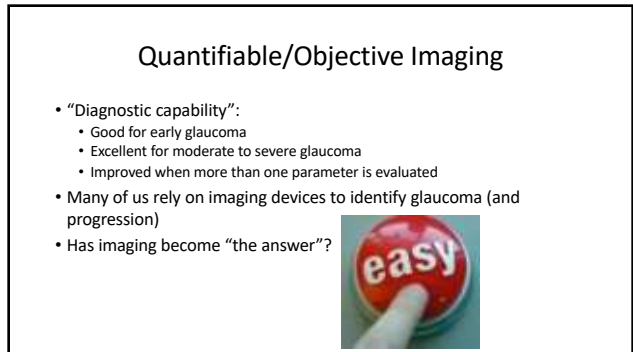 Quantifiable/Objective Imaging
• “Diagnostic capability”:
• Good for early glaucoma
• Excellent for moderate to severe glaucoma
• Improved when more than one parameter is evaluated
• Many of us rely on imaging devices to identify glaucoma (and
progression)
• Has imaging become “the answer”?
easy